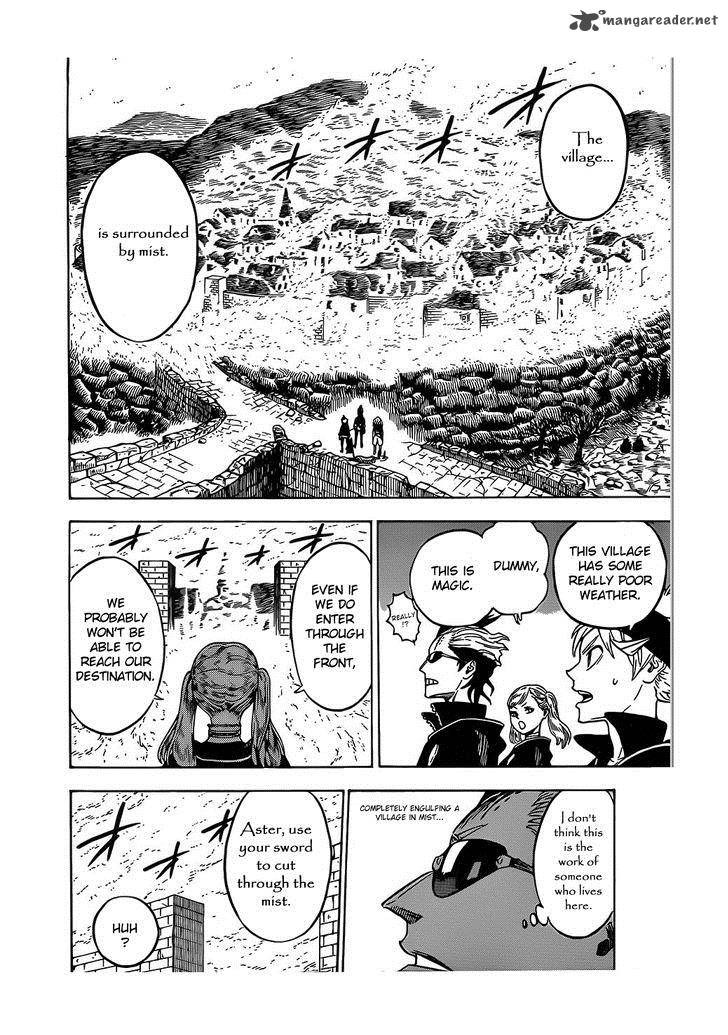 mangareader.net
The
village...
is surrounded
by mist.
THIS VILLAGE
HAS SOME
REALLY POOR
WEATHER.
DUMMY,
THIS IS
MAGIC.
REALLY
!?
EVEN IF
WE DO
ENTER
THROUGH
THE
FRONT,
WE
PROBABLY
WON'T BE
ABLE TO
REACH OUR
DESTINATION.
COMPLETELY ENGULFING A
VILLAGE IN MIST...
I don't
think this
is the
work of
someone
who lives
here.
Aster, use
your sword
to cut
through the
mist.
HUH
?